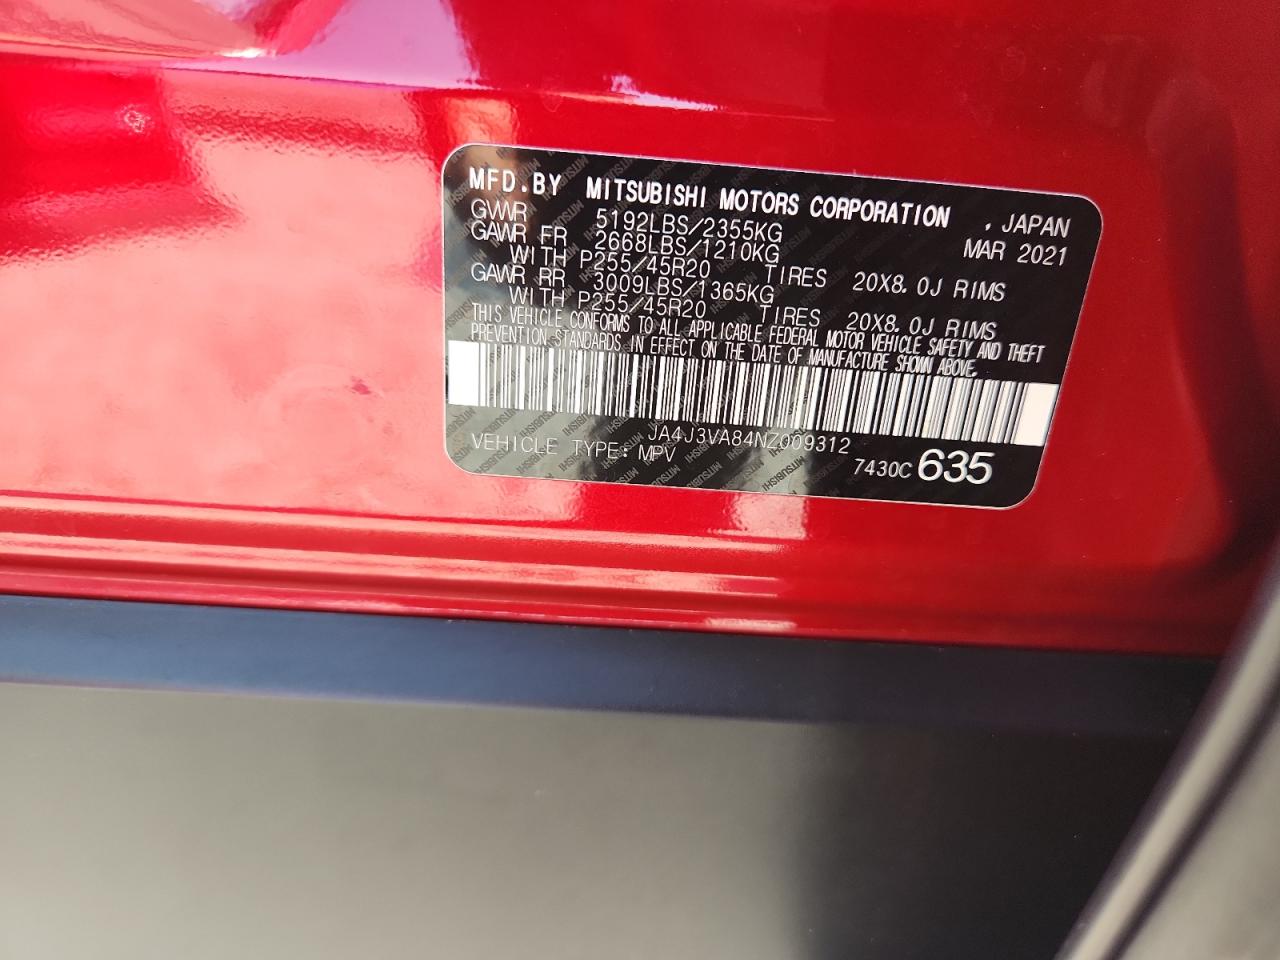 MFD.BY MITSUBISHI MOTORS CORPORATION , JAPAN
GVWR 5192LBS/2355KG MAR 2021
GAWR FR 2668LBS/1210KG
WITH P255/45R20 TIRES 20X8.0J RIMS
GAWR RR 3009LBS/1365KG
WITH P255/45R20 TIRES 20X8.0J RIMS
THIS VEHICLE CONFORMS TO ALL APPLICABLE FEDERAL MOTOR VEHICLE SAFETY AND THEFT
PREVENTION STANDARDS IN EFFECT ON THE DATE OF MANUFACTURE SHOWN ABOVE.
JA4J3VA84NZ009312
VEHICLE TYPE: MPV 7430C 635